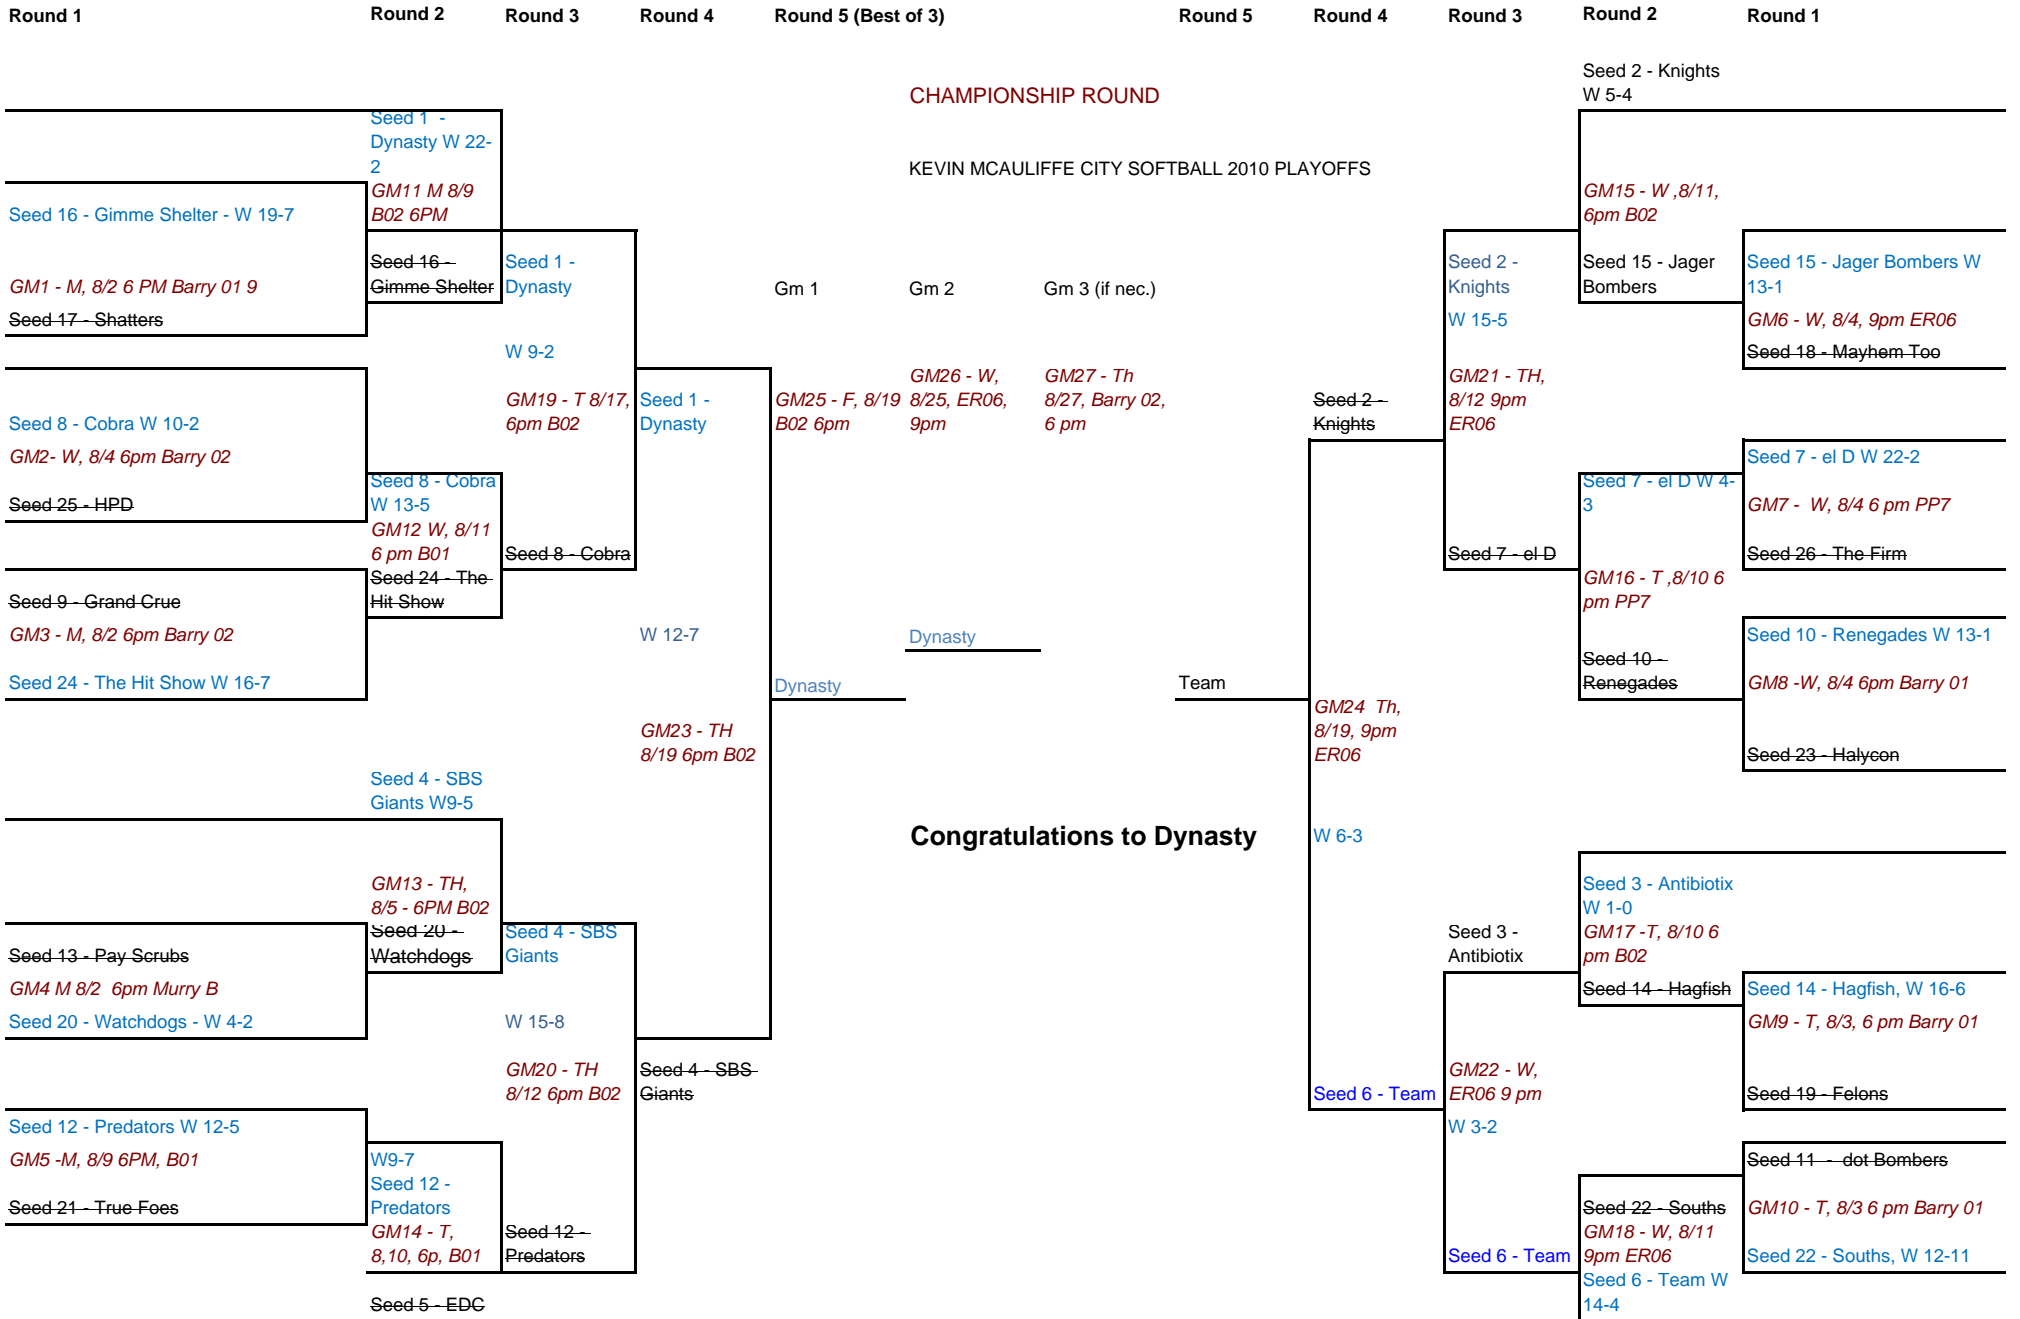 Round 1
Round 2
Round 3
Round 4
Round 5 (Best of 3)
Round 5
Round 4
Round 3
Round 2
Round 1
CHAMPIONSHIP ROUND
KEVIN MCAULIFFE CITY SOFTBALL 2010 PLAYOFFS
Seed 16 - Gimme Shelter - W 19-7
GM1 - M, 8/2 6 PM Barry 01 9
Seed 17 - Shatters
Seed 8 - Cobra W 10-2
GM2- W, 8/4 6pm Barry 02
Seed 25 - HPD
Seed 9 - Grand Crue
GM3 - M, 8/2 6pm Barry 02
Seed 24 - The Hit Show W 16-7
Seed 13 - Pay Scrubs
GM4 M 8/2  6pm Murry B
Seed 20 - Watchdogs - W 4-2
Seed 12 - Predators W 12-5
GM5 -M, 8/9 6PM, B01
Seed 21 - True Foes
Seed 1  -
Dynasty W 22-
2
GM11 M 8/9
B02 6PM
Seed 16 -
Gimme Shelter
Seed 8 - Cobra
W 13-5
GM12 W, 8/11
6 pm B01
Seed 24 - The
Hit Show
Seed 4 - SBS
Giants W9-5
GM13 - TH,
8/5 - 6PM B02
Seed 20 -
Watchdogs
W9-7
Seed 12 -
Predators
GM14 - T,
8,10, 6p, B01
Seed 5 - EDC
Seed 1 -
Dynasty
W 9-2
GM19 - T 8/17,
6pm B02
Seed 8 - Cobra
Seed 4 - SBS
Giants
W 15-8
GM20 - TH
8/12 6pm B02
Seed 12 -
Predators
Seed 1 -
Dynasty
W 12-7
GM23 - TH
8/19 6pm B02
Seed 4 - SBS
Giants
Gm 1
Gm 2
Gm 3 (if nec.)
GM25 - F, 8/19
B02 6pm
GM26 - W,
8/25, ER06,
9pm
GM27 - Th
8/27, Barry 02,
6 pm
Dynasty
Dynasty
Team
Congratulations to Dynasty
Seed 2 -
Knights
GM24  Th,
8/19, 9pm
ER06
W 6-3
Seed 6 - Team
Seed 2 -
Knights
W 15-5
GM21 - TH,
8/12 9pm
ER06
Seed 7 - el D
Seed 3 -
Antibiotix
GM22 - W,
ER06 9 pm
W 3-2
Seed 6 - Team
Seed 2 - Knights
W 5-4
GM15 - W ,8/11,
6pm B02
Seed 15 - Jager
Bombers
Seed 7 - el D W 4-
3
GM16 - T ,8/10 6
pm PP7
Seed 10 -
Renegades
Seed 3 - Antibiotix
W 1-0
GM17 -T, 8/10 6
pm B02
Seed 14 - Hagfish
Seed 22 - Souths
GM18 - W, 8/11
9pm ER06
Seed 6 - Team W
14-4
Seed 15 - Jager Bombers W
13-1
GM6 - W, 8/4, 9pm ER06
Seed 18 - Mayhem Too
Seed 7 - el D W 22-2
GM7 -  W, 8/4 6 pm PP7
Seed 26 - The Firm
Seed 10 - Renegades W 13-1
GM8 -W, 8/4 6pm Barry 01
Seed 23 - Halycon
Seed 14 - Hagfish, W 16-6
GM9 - T, 8/3, 6 pm Barry 01
Seed 19 - Felons
Seed 11  -  dot Bombers
GM10 - T, 8/3 6 pm Barry 01
Seed 22 - Souths, W 12-11